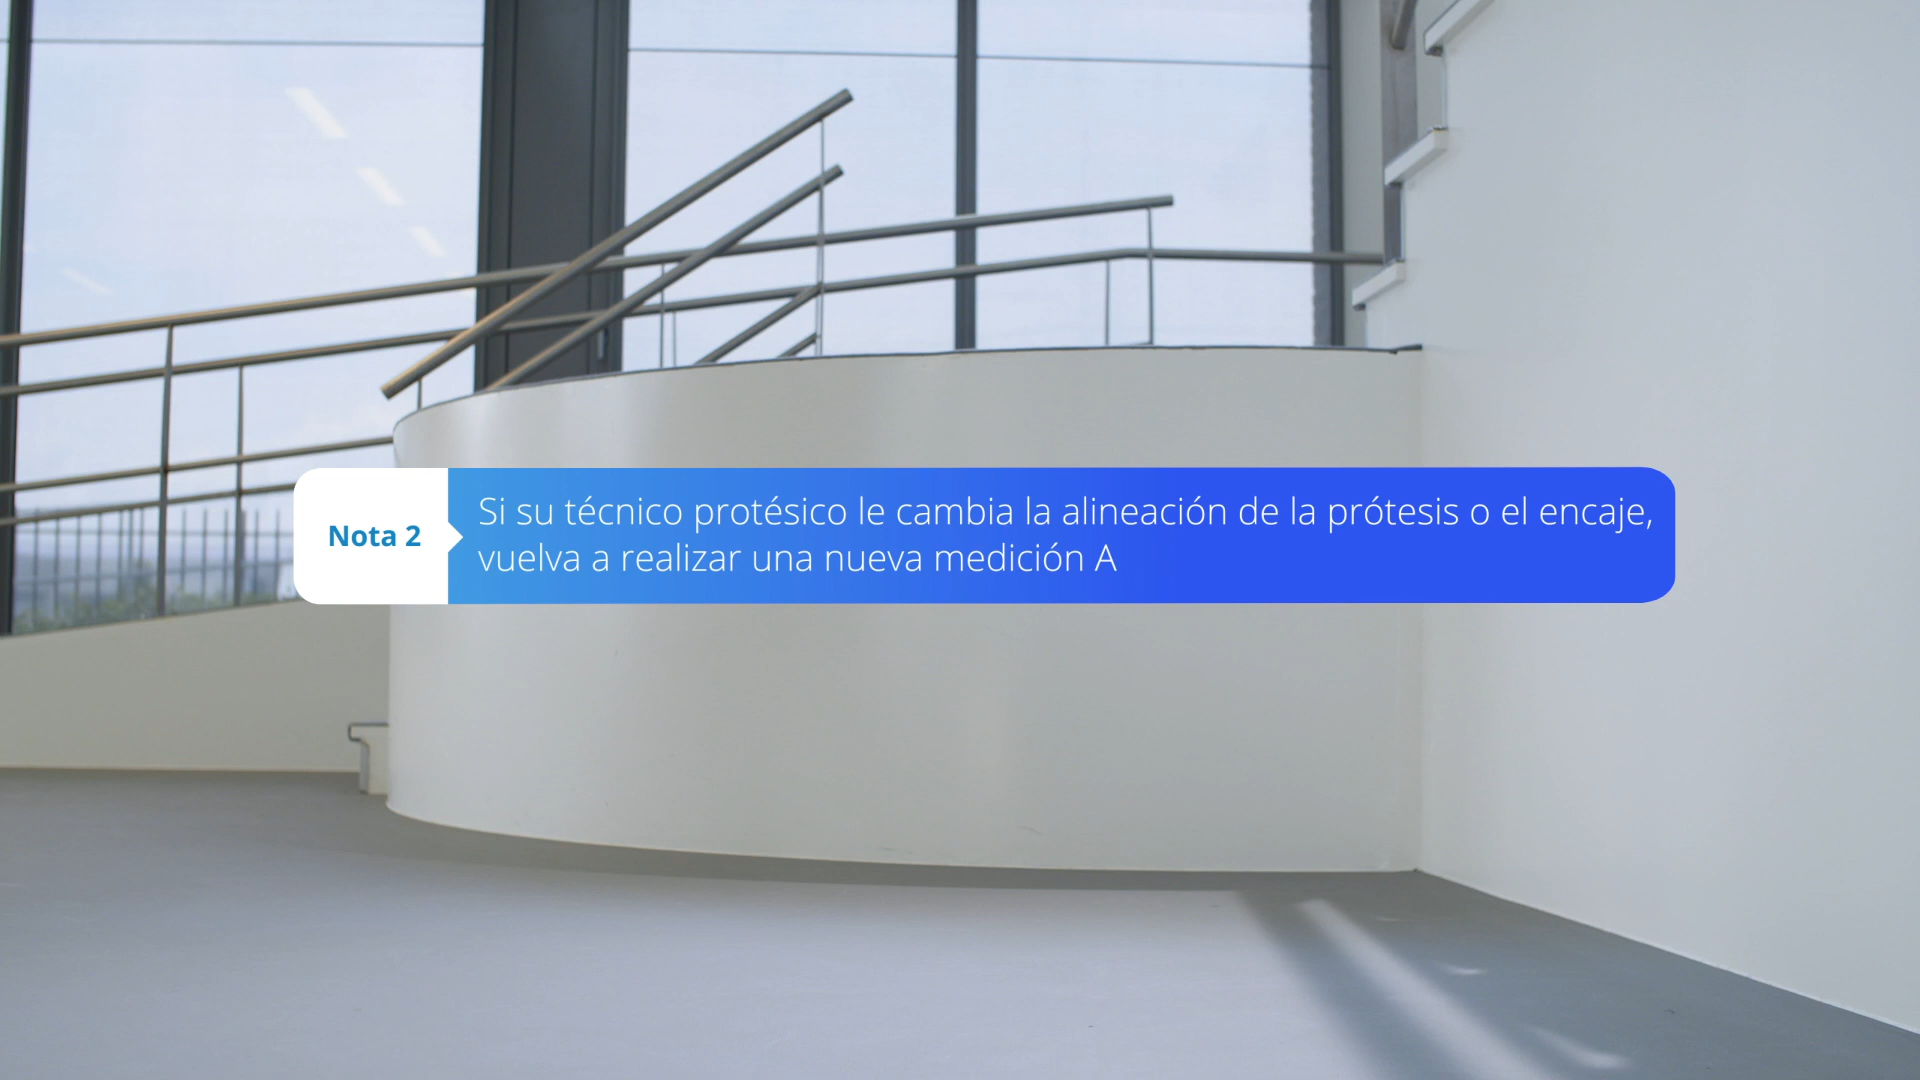 Nota 2
Si su técnico protésico le cambia la alineación de la prótesis o el encaje,
vuelva a realizar una nueva medición A